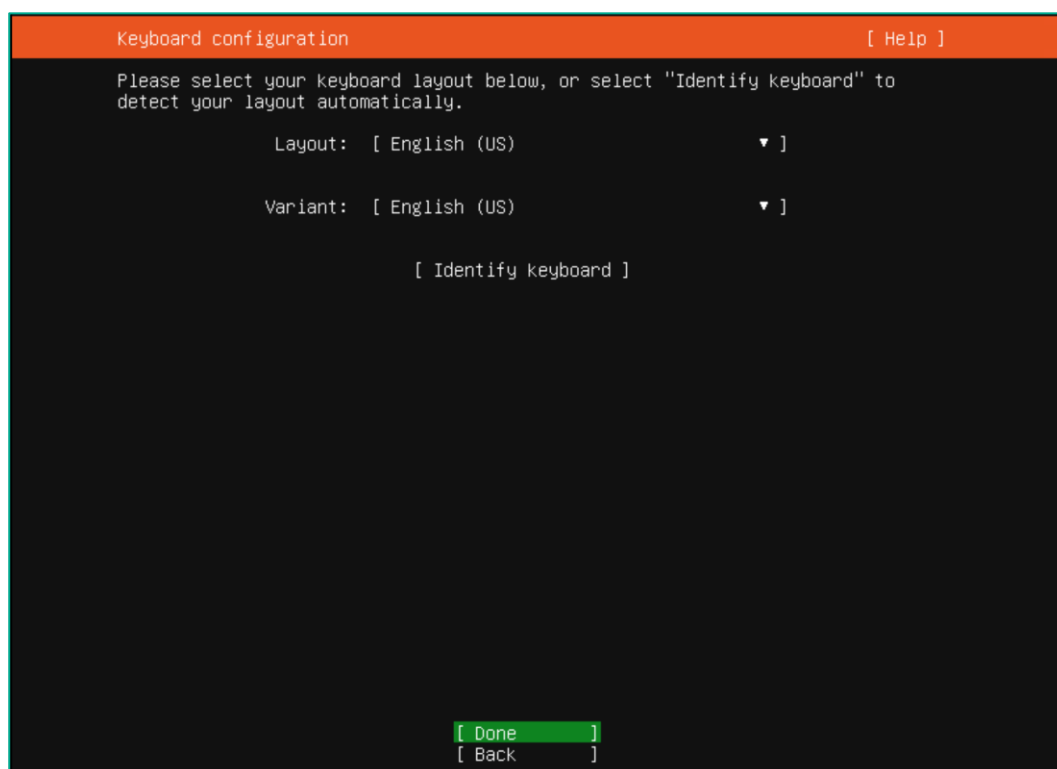 Keyboard configuration [ Help ]
Please select your keyboard layout below, or select "Identify keyboard" to
detect your layout automatically.
Layout: [ English (US) ▾ ]
Variant: [ English (US) ▾ ]
[ Identify keyboard ]
[ Done ]
[ Back ]